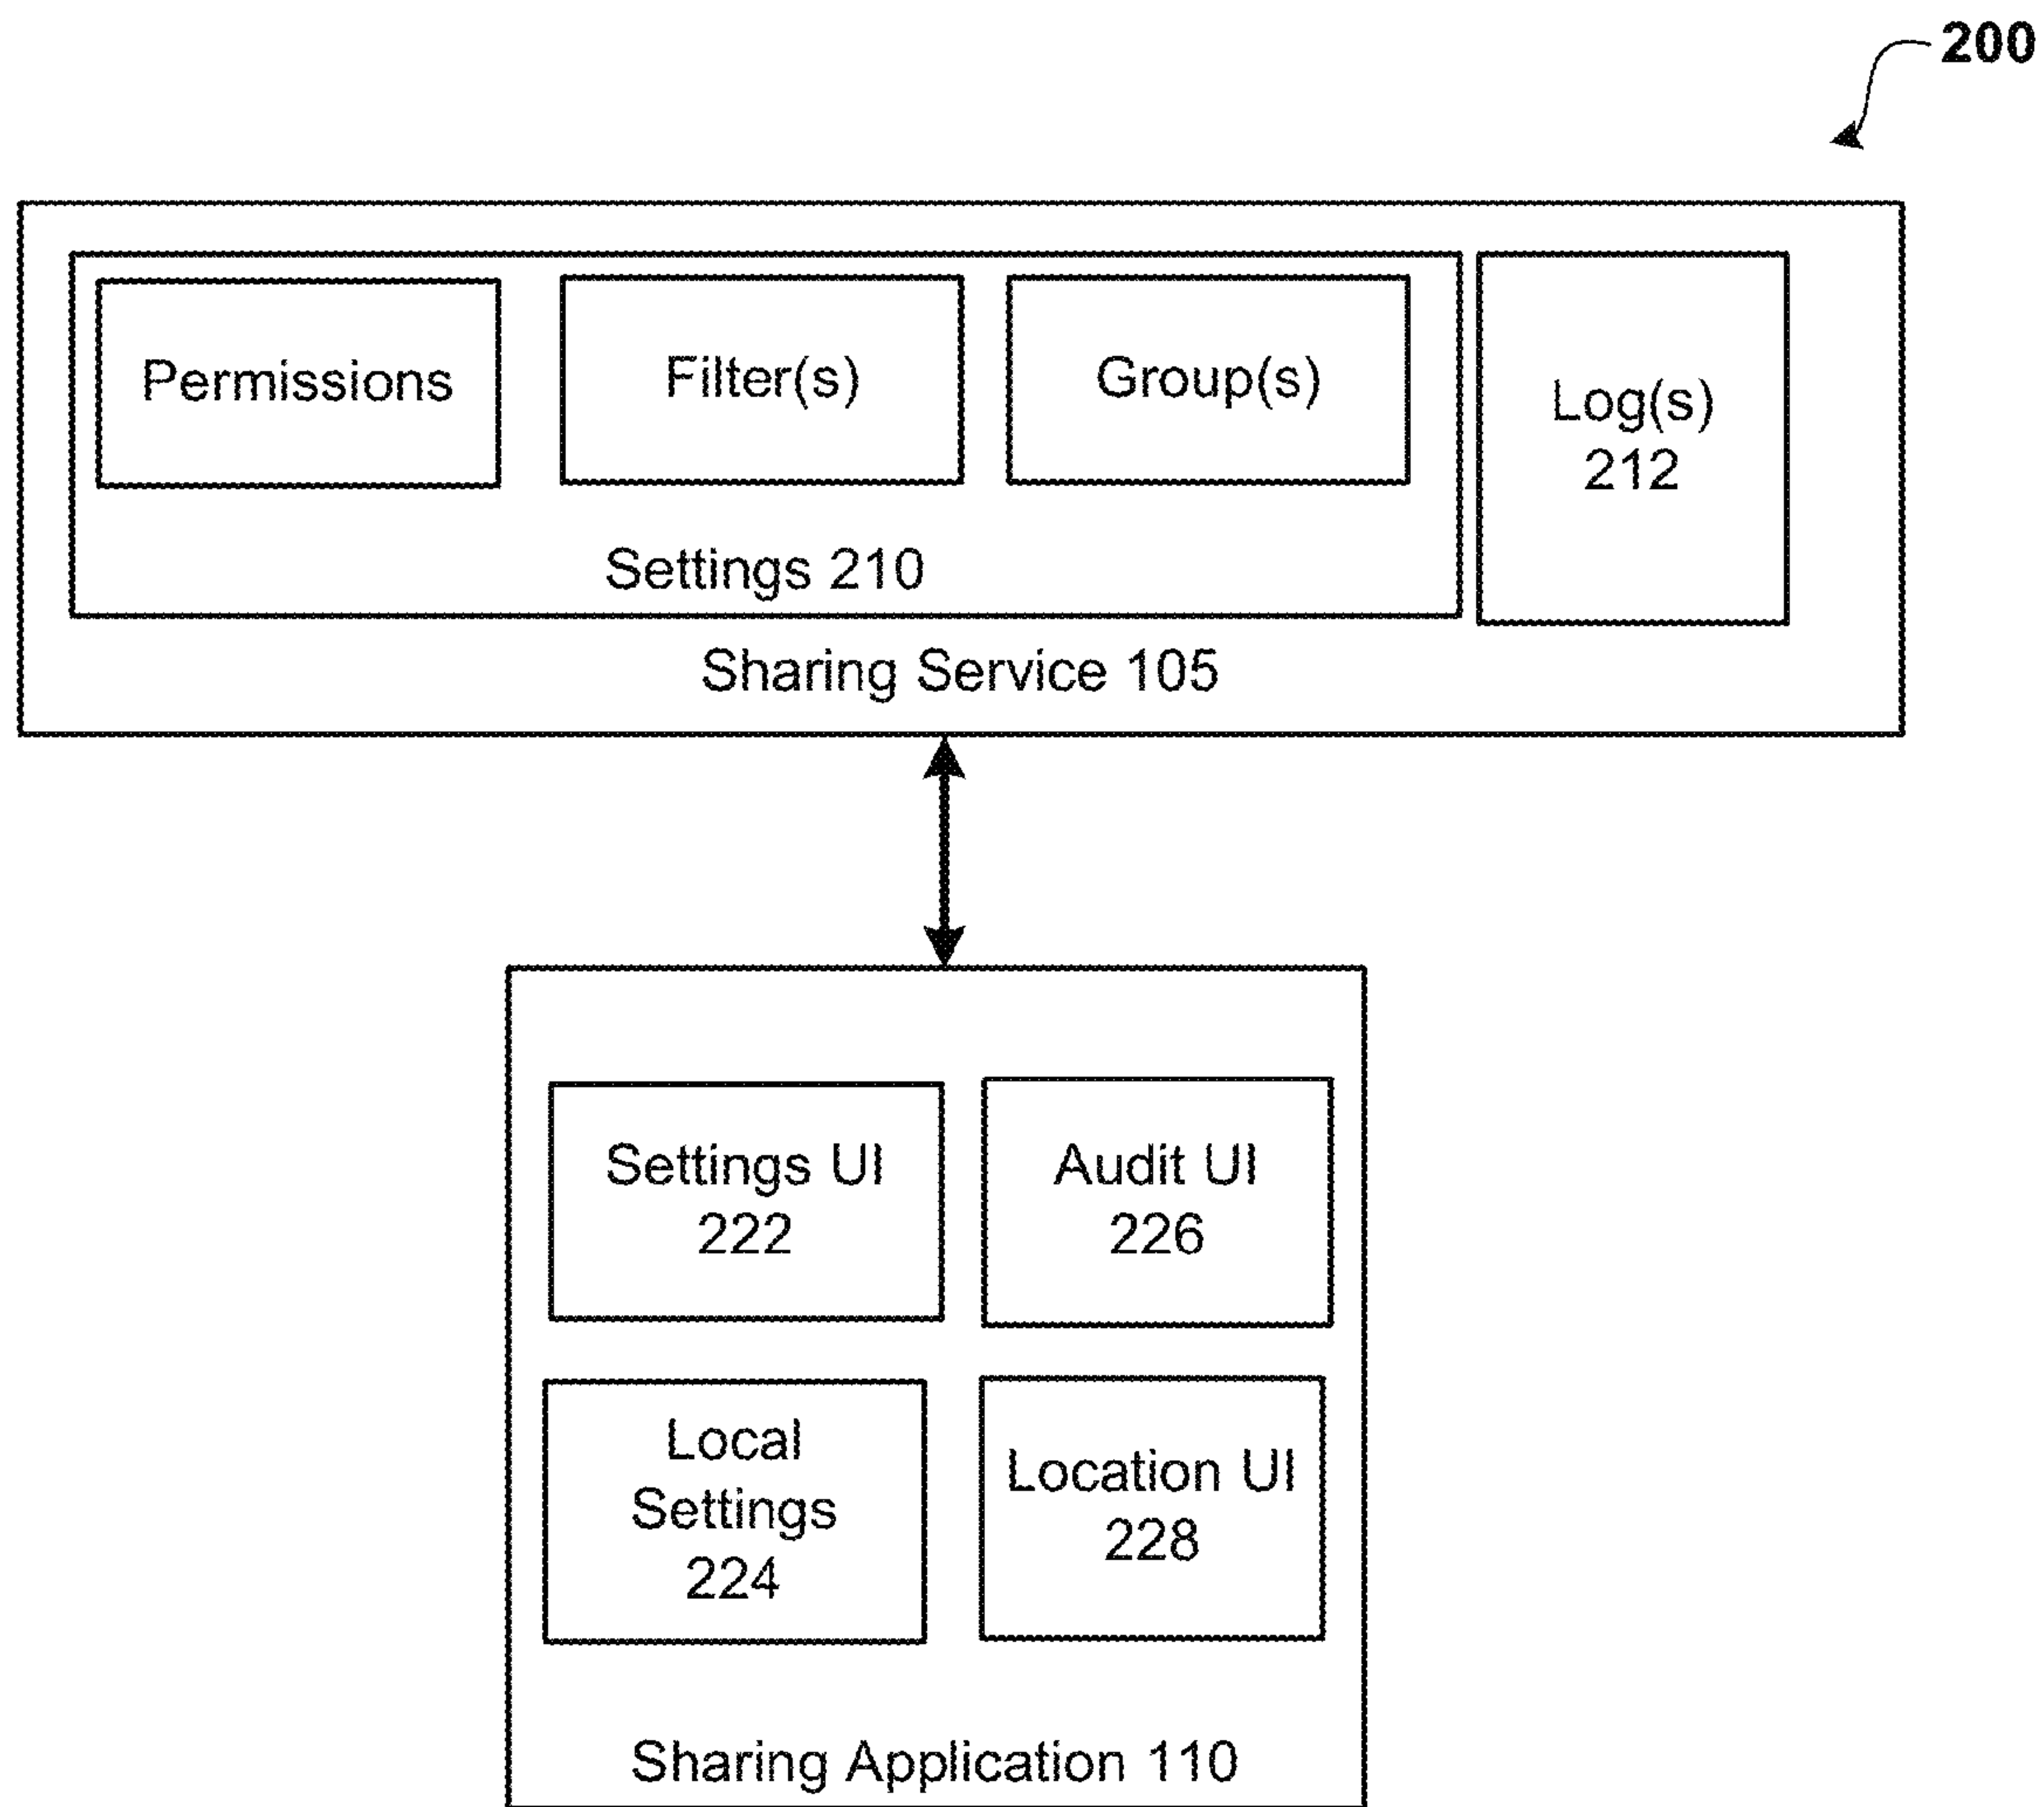 200
Permissions
Filter(s)
Group(s)
Log(s)
212
Settings 210
Sharing Service 105
Settings UI
222
Audit UI
226
Local
Settings
224
Location UI
228
Sharing Application 110